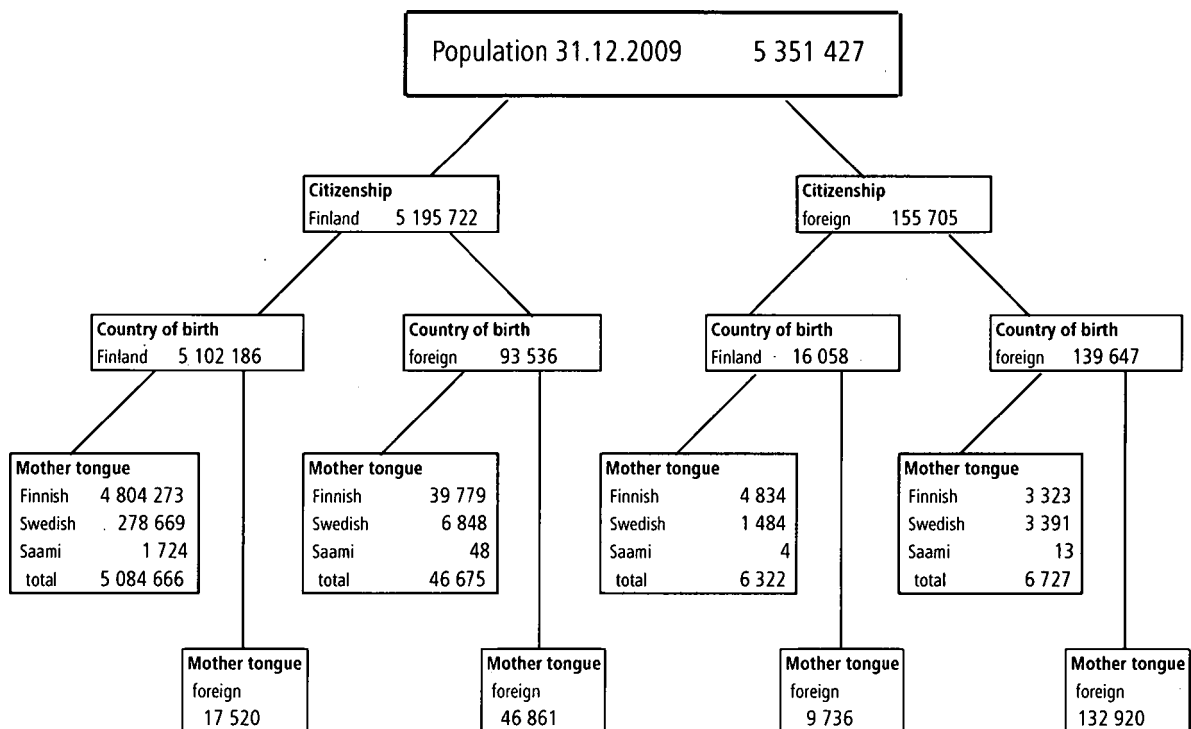 Population 31.12.2009 5 351 427
Citizenship
Finland 5 195 722
Citizenship
foreign 155 705
Country of birth
Finland 5 102 186
Country of birth
foreign 93 536
Country of birth
Finland 16 058
Country of birth
foreign 139 647
Mother tongue
Finnish 4 804 273
Swedish 278 669
Saami 1 724
total 5 084 666
Mother tongue
Finnish 39 779
Swedish 6 848
Saami 48
total 46 675
Mother tongue
Finnish 4 834
Swedish 1 484
Saami 4
total 6 322
Mother tongue
Finnish 3 323
Swedish 3 391
Saami 13
total 6 727
Mother tongue
foreign
17 520
Mother tongue
foreign
46 861
Mother tongue
foreign
9 736
Mother tongue
foreign
132 920